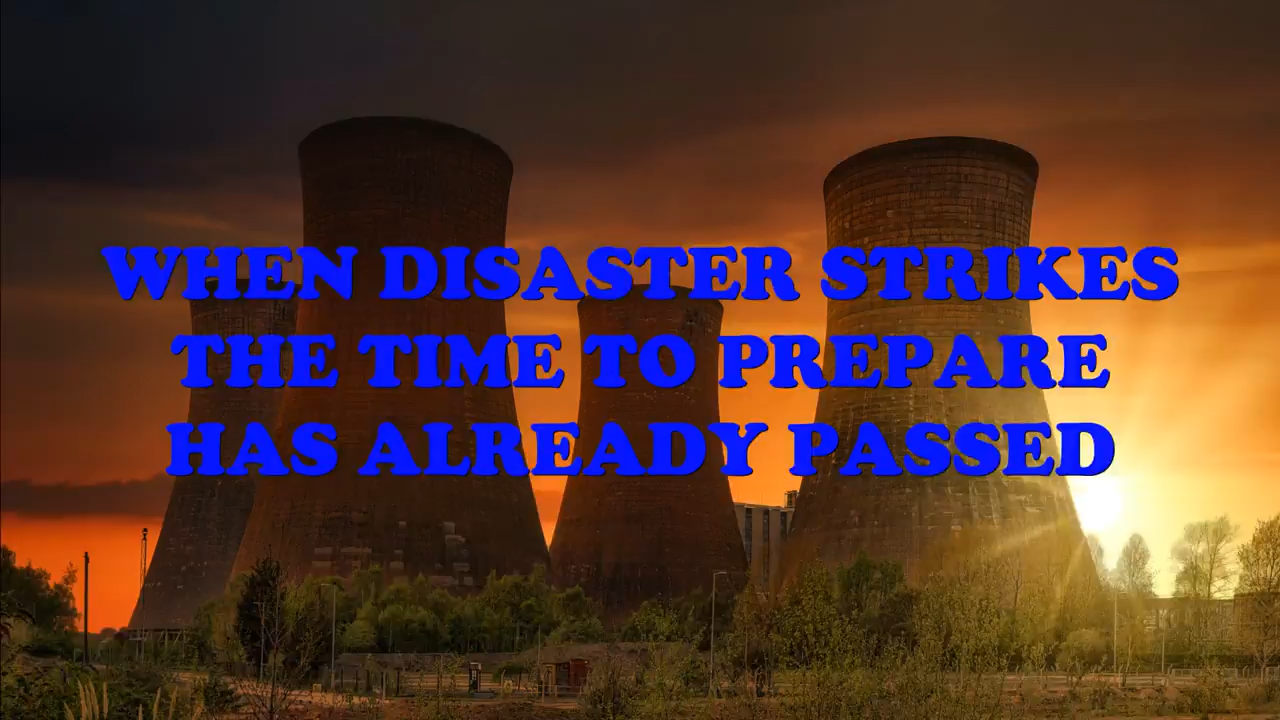 WHEN DISASTER STRIKES
THE TIME TO PREPARE
HAS ALREADY PASSED